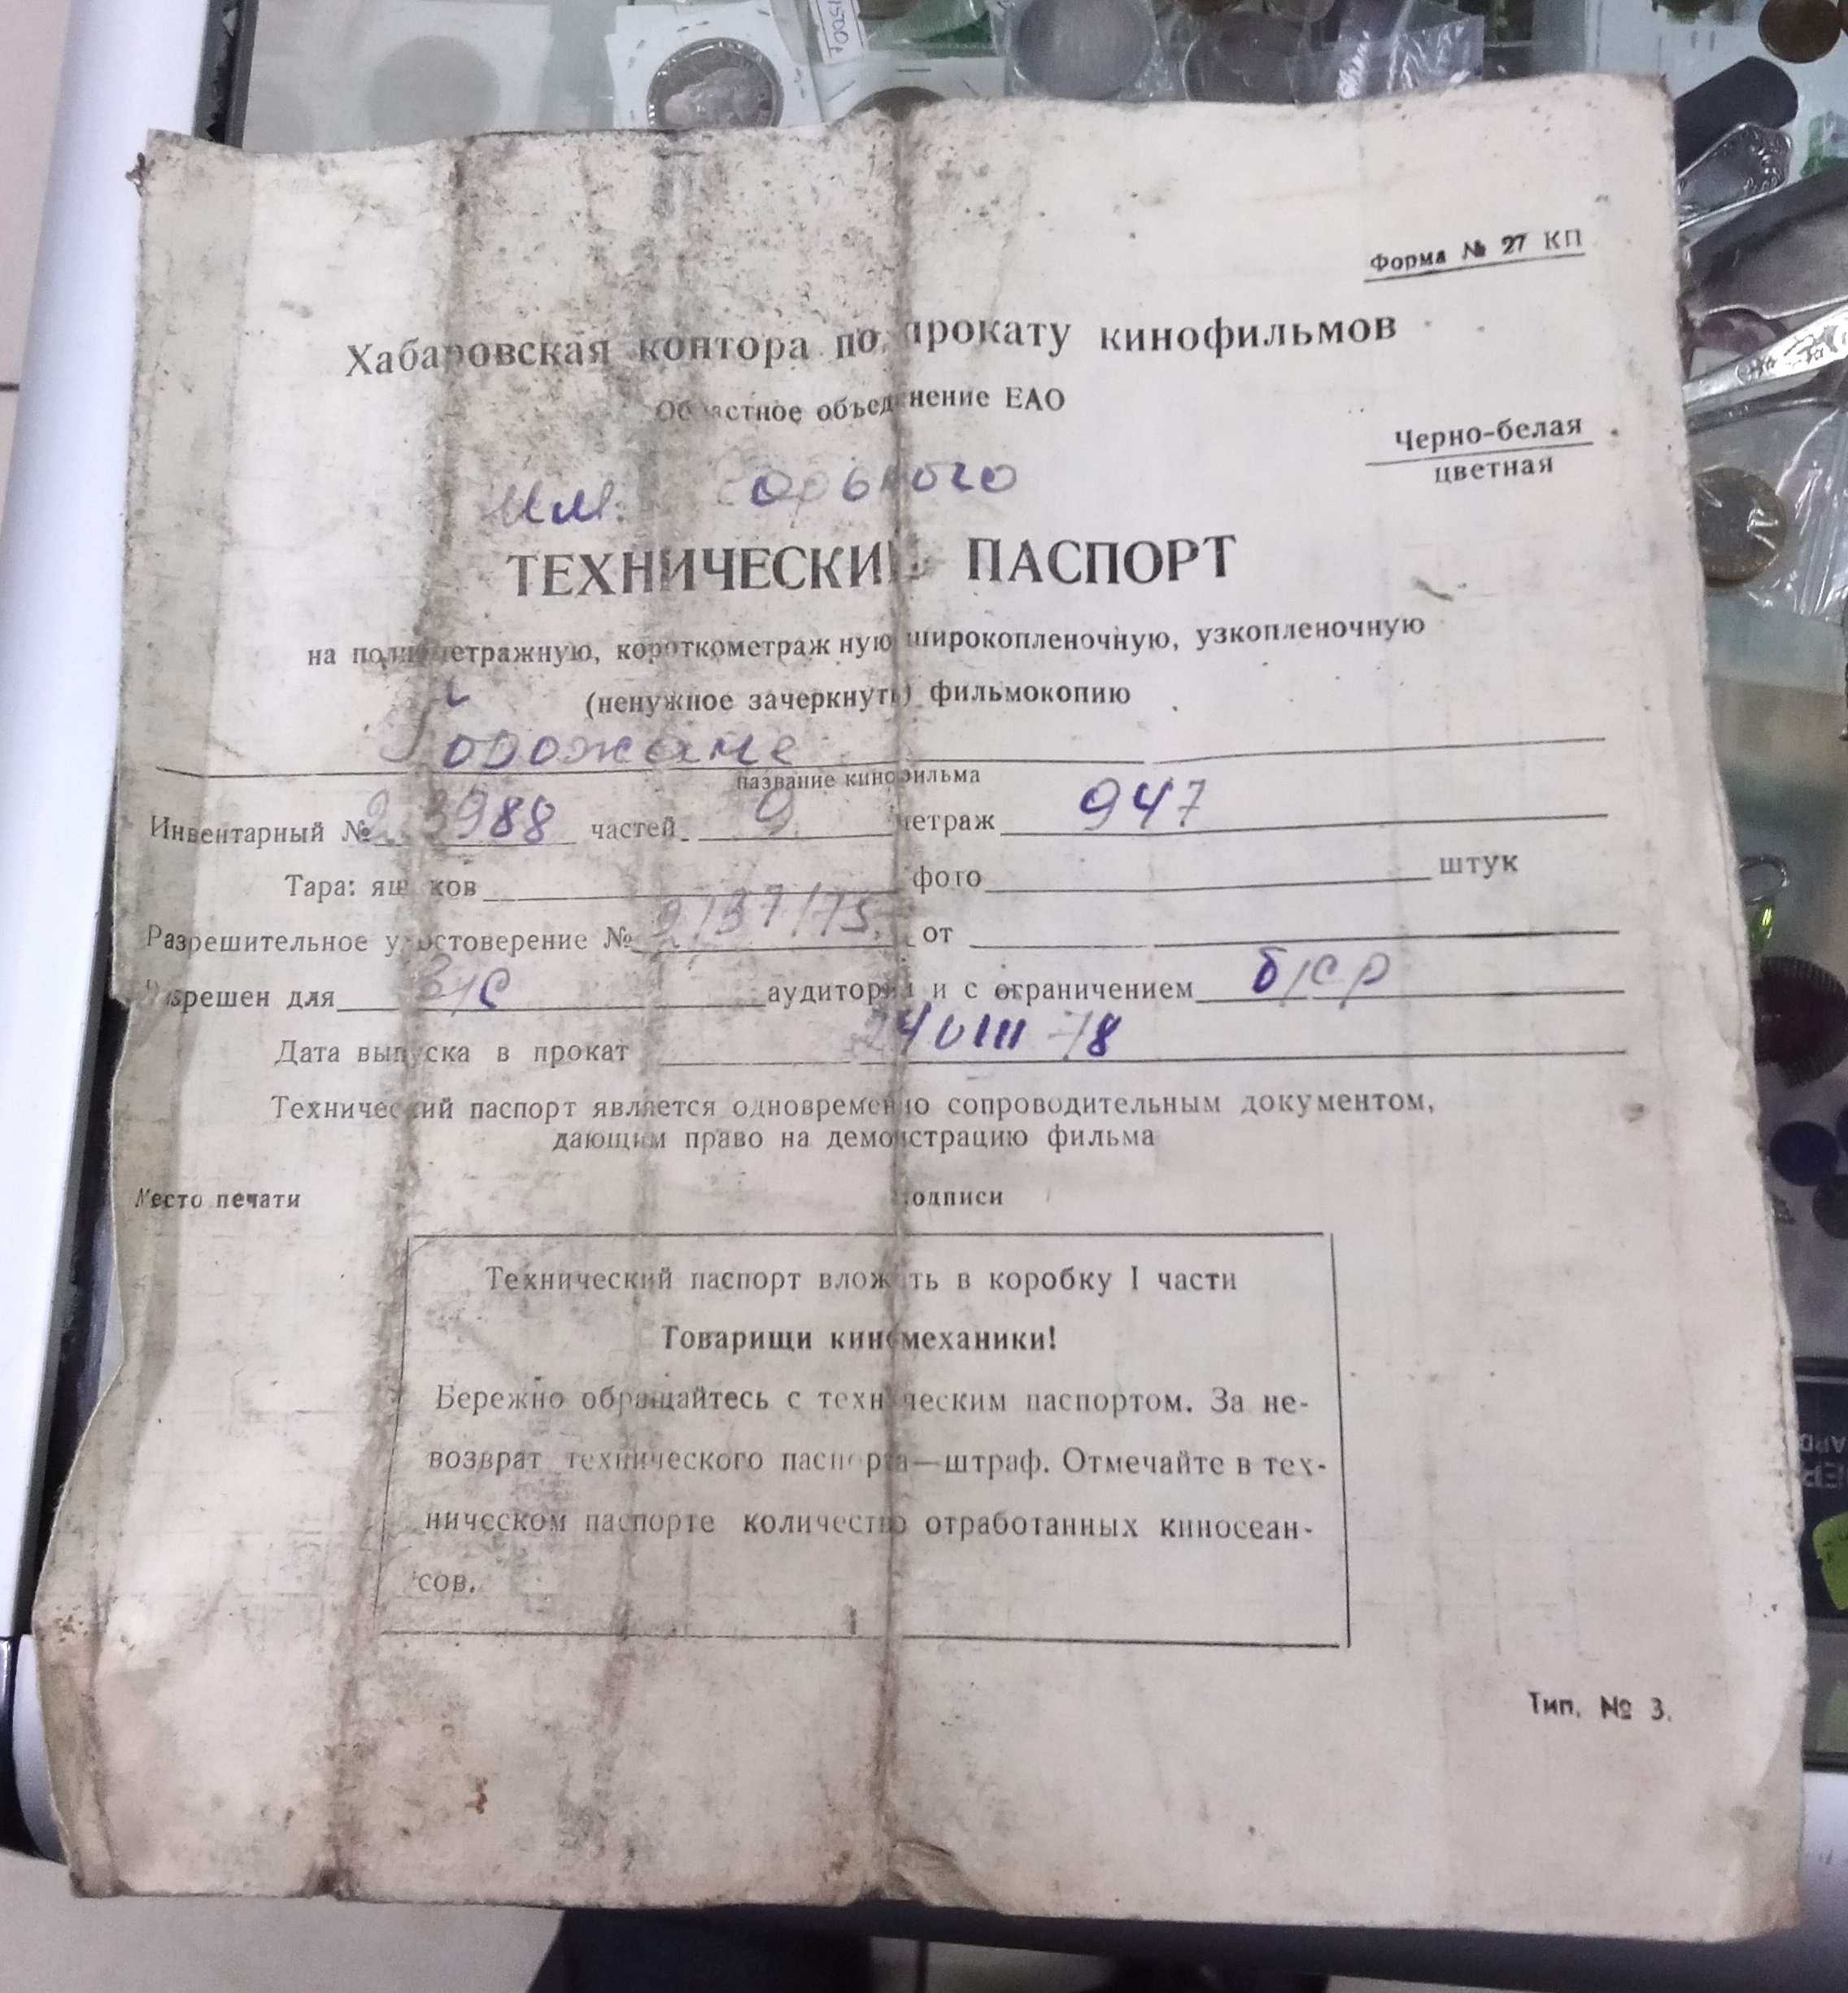 Форма № 27 КП
Хабаровская контора по прокату кинофильмов
Областное объединение ЕАО
Черно-белая
цветная
им. Горького
ТЕХНИЧЕСКИЙ ПАСПОРТ
на полнометражную, короткометражную широкопленочную, узкопленочную
(ненужное зачеркнуть) фильмокопию
Горожане
название кинофильма
Инвентарный № 23988 частей 9 метраж 947
Тара: ящиков фото штук
Разрешительное удостоверение № от
Разрешен для аудитории и с ограничением б/ср
Дата выпуска в прокат 24 VIII 78
Технический паспорт является одновременно сопроводительным документом,
дающим право на демонстрацию фильма
Место печати Подписи
Технический паспорт вложить в коробку I части
Товарищи киномеханики!
Бережно обращайтесь с техническим паспортом. За не-
возврат технического паспорта—штраф. Отмечайте в тех-
ническом паспорте количество отработанных киносеан-
сов.
Тип. № 3.